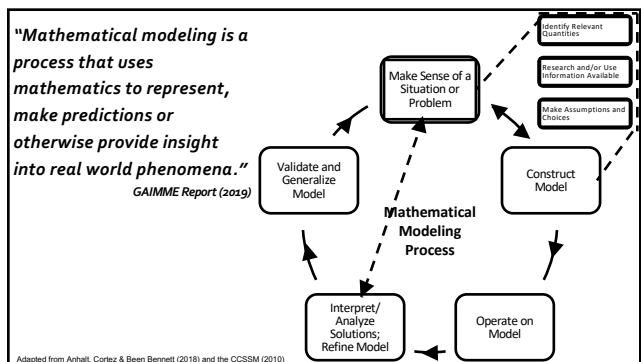 “Mathematical modeling is a
process that uses
mathematics to represent,
make predictions or
otherwise provide insight
into real world phenomena.”
GAIMME Report (2019)
Make Sense of a
Situation or
Problem
Identify Relevant
Quantities
Research and/or Use
Information Available
Make Assumptions and
Choices
Validate and
Generalize
Model
Construct
Model
Mathematical
Modeling
Process
Interpret/
Analyze
Solutions;
Refine Model
Operate on
Model
Adapted from Anhalt, Cortez & Been Bennett (2018) and the CCSSM (2010)